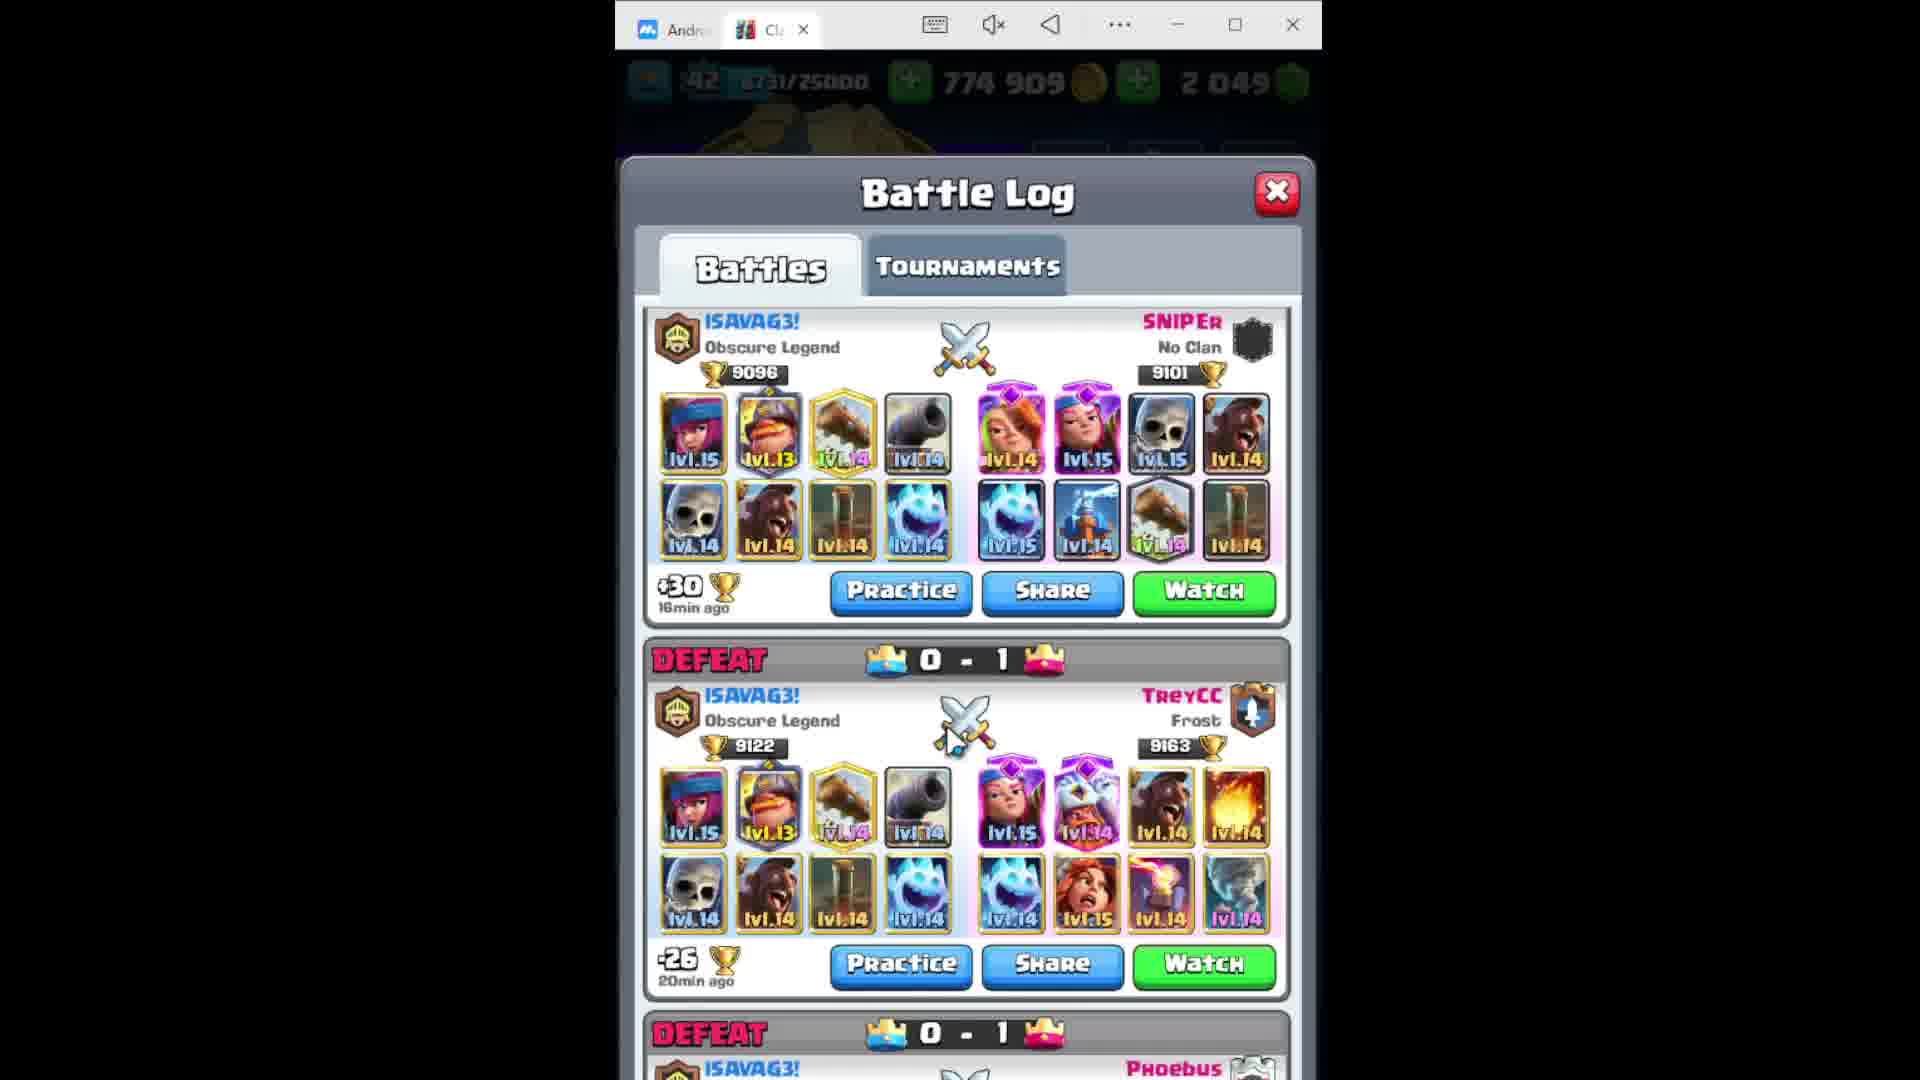 Andro
Cla
42 8731/25000 774 909 2 049
Battle Log
Battles Tournaments
!SAVAG3! SNIPEr
Obscure Legend No Clan
9096 9101
lvl.15 lvl.13 lvl.14 lvl.14 lvl.14 lvl.15 lvl.15 lvl.14
lvl.14 lvl.14 lvl.14 lvl.14 lvl.15 lvl.14 lvl.14 lvl.14
+30
16min ago
Practice Share Watch
DEFEAT 0 - 1
!SAVAG3! TreyCC
Obscure Legend Frost
9122 9163
lvl.15 lvl.13 lvl.14 lvl.14 lvl.15 lvl.14 lvl.14 lvl.14
lvl.14 lvl.14 lvl.14 lvl.14 lvl.14 lvl.15 lvl.14 lvl.14
-26
20min ago
Practice Share Watch
DEFEAT 0 - 1
!SAVAG3! Phoebus